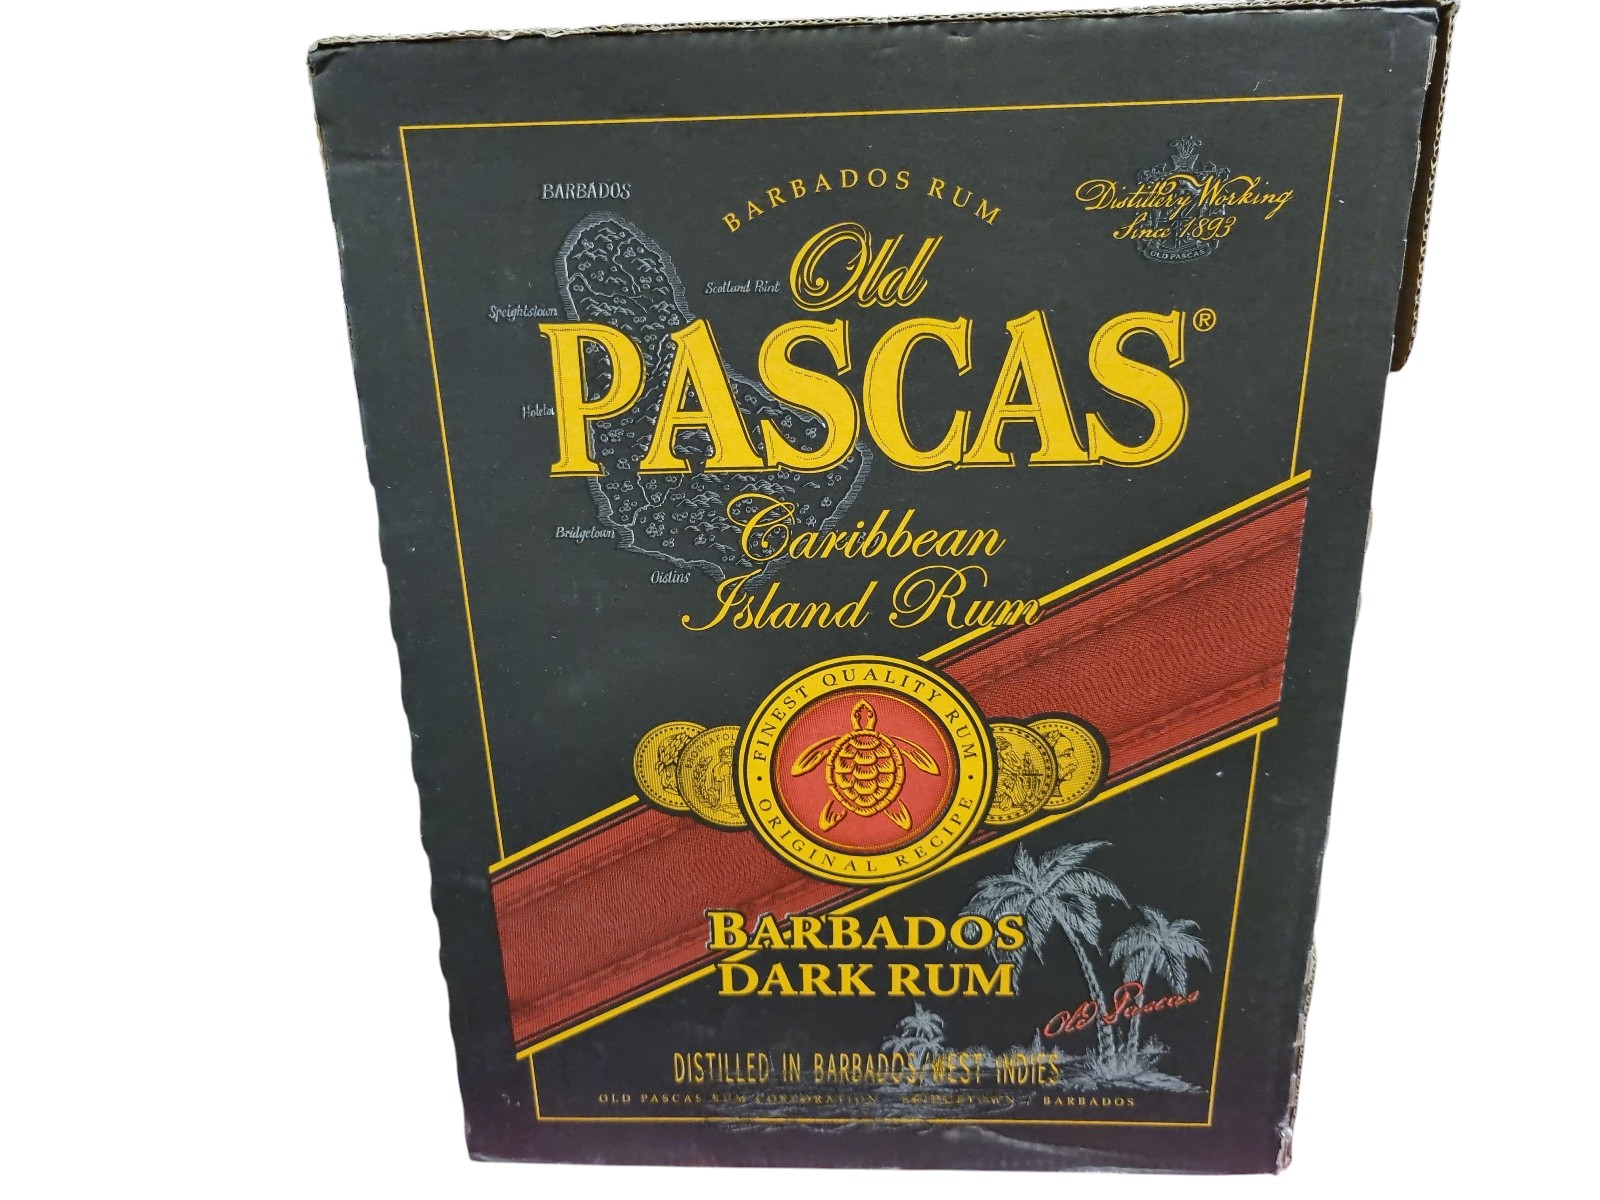 BARBADOS RUM
Distillery Working
Since 1893
OLD PASCAS
BARBADOS
Old
Scotland Point
Speightstown
PASCAS®
Holeto
Bridgetown
Oistins
Caribbean
Island Rum
FINEST QUALITY RUM
· ORIGINAL RECIPE ·
BARBADOS
DARK RUM
Old Pascas
DISTILLED IN BARBADOS/WEST INDIES
OLD PASCAS RUM CORPORATION BRIDGETOWN / BARBADOS